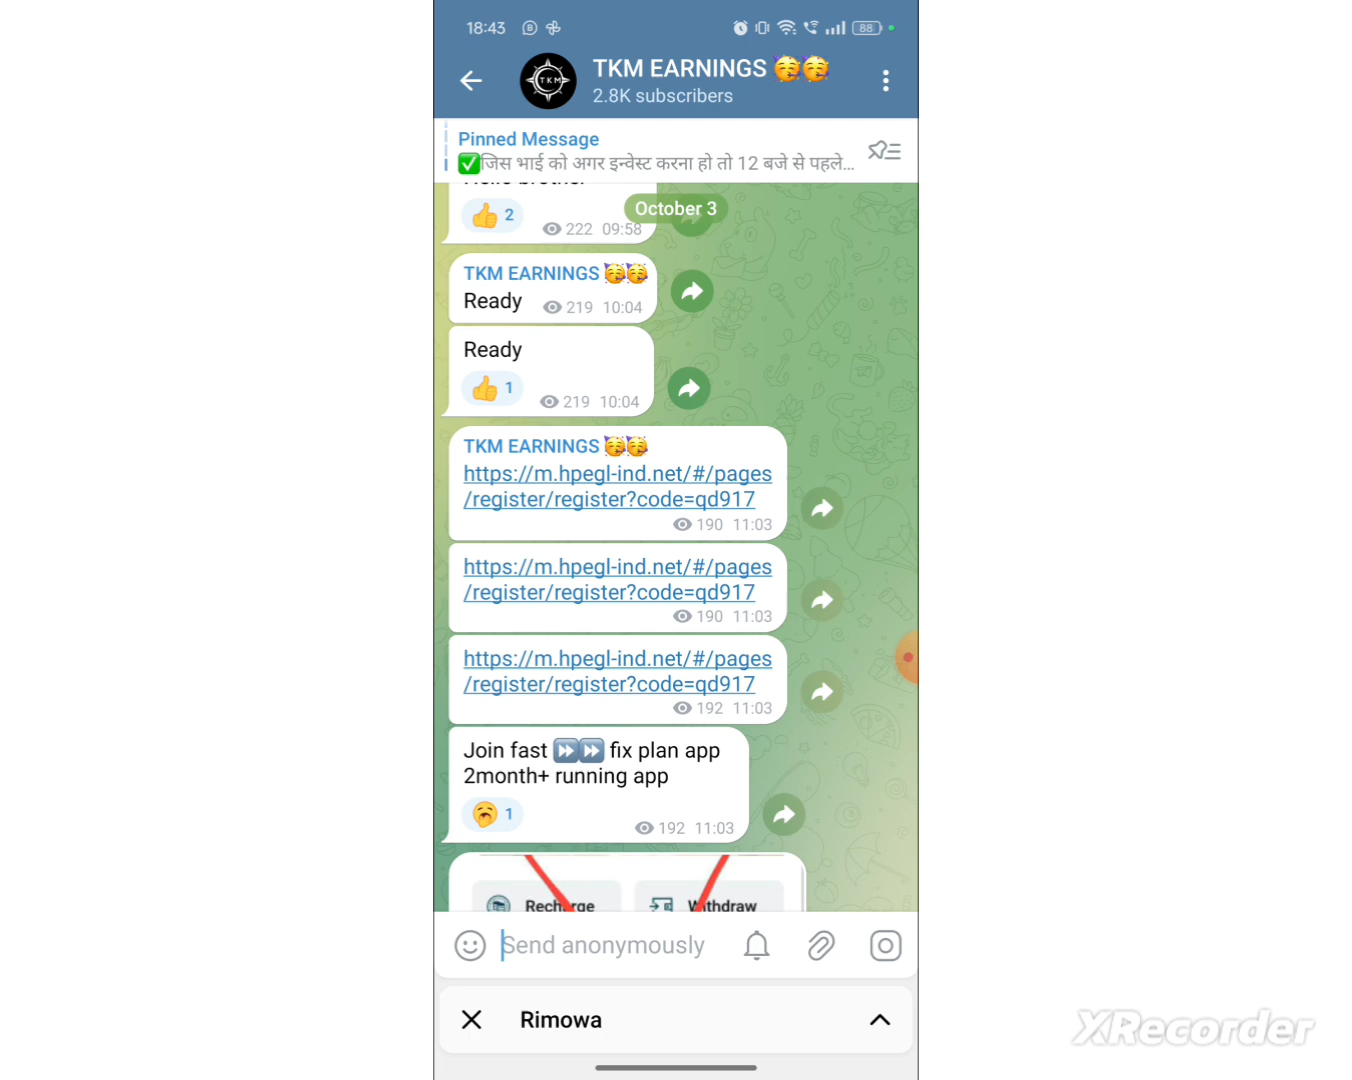 18:43
88
TKM
TKM EARNINGS 🥳🥳
2.8K subscribers
Pinned Message
✅जिस भाई को अगर इन्वेस्ट करना हो तो 12 बजे से पहले...
Hello brother
October 3
👍 2
222 09:58
TKM EARNINGS 🥳🥳
Ready 219 10:04
Ready
👍 1
219 10:04
TKM EARNINGS 🥳🥳
https://m.hpegl-ind.net/#/pages
/register/register?code=qd917
190 11:03
https://m.hpegl-ind.net/#/pages
/register/register?code=qd917
190 11:03
https://m.hpegl-ind.net/#/pages
/register/register?code=qd917
192 11:03
Join fast ⏩⏩ fix plan app
2month+ running app
🥱 1
192 11:03
Recharge Withdraw
Send anonymously
Rimowa
XRecorder